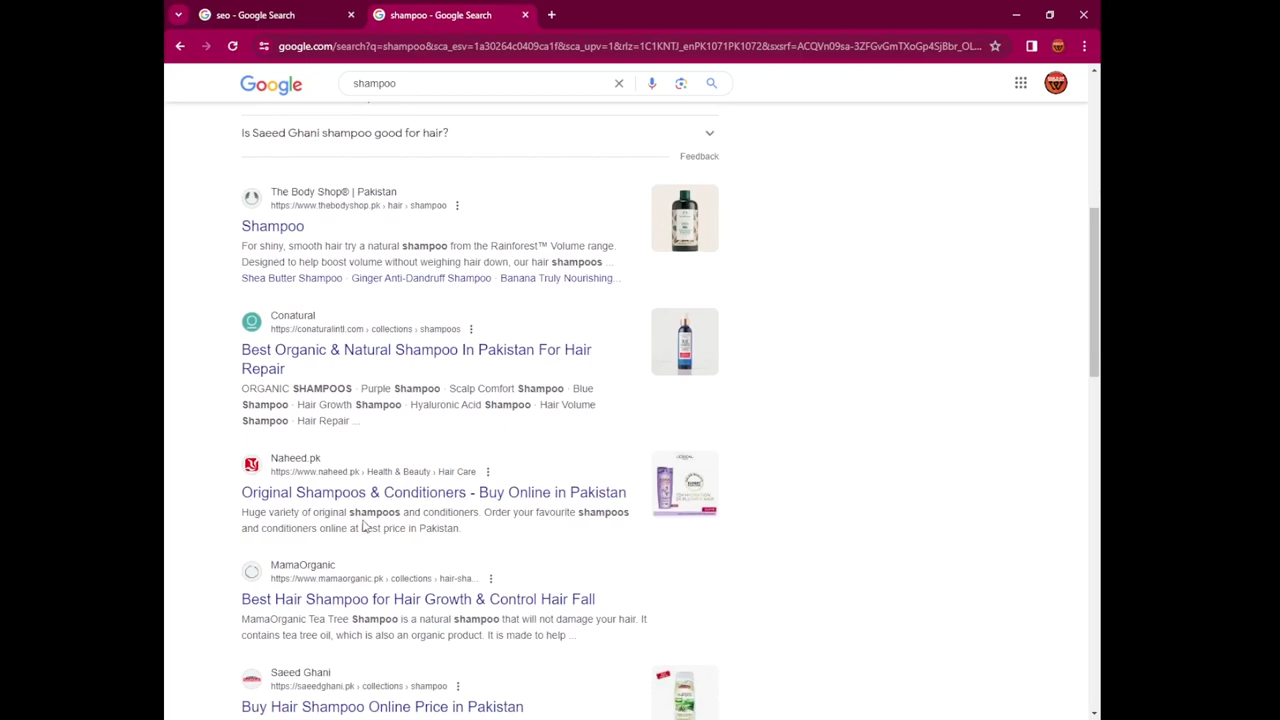 seo - Google Search
shampoo - Google Search
google.com/search?q=shampoo&sca_esv=1a30264c0409ca1f&sca_upv=1&rlz=1C1KNTJ_enPK1071PK1072&sxsrf=ACQVn09sa-3ZFGvGmTXoGp4SjBbr_OL...
Google
shampoo
Is Saeed Ghani shampoo good for hair?
Feedback
The Body Shop® | Pakistan
https://www.thebodyshop.pk › hair › shampoo
Shampoo
For shiny, smooth hair try a natural shampoo from the Rainforest™ Volume range.
Designed to help boost volume without weighing hair down, our hair shampoos ...
Shea Butter Shampoo · Ginger Anti-Dandruff Shampoo · Banana Truly Nourishing...
Conatural
https://conaturalintl.com › collections › shampoos
Best Organic & Natural Shampoo In Pakistan For Hair
Repair
ORGANIC SHAMPOOS · Purple Shampoo · Scalp Comfort Shampoo · Blue
Shampoo · Hair Growth Shampoo · Hyaluronic Acid Shampoo · Hair Volume
Shampoo · Hair Repair ...
Naheed.pk
https://www.naheed.pk › Health & Beauty › Hair Care
Original Shampoos & Conditioners - Buy Online in Pakistan
Huge variety of original shampoos and conditioners. Order your favourite shampoos
and conditioners online at best price in Pakistan.
MamaOrganic
https://www.mamaorganic.pk › collections › hair-sha...
Best Hair Shampoo for Hair Growth & Control Hair Fall
MamaOrganic Tea Tree Shampoo is a natural shampoo that will not damage your hair. It
contains tea tree oil, which is also an organic product. It is made to help ...
Saeed Ghani
https://saeedghani.pk › collections › shampoo
Buy Hair Shampoo Online Price in Pakistan